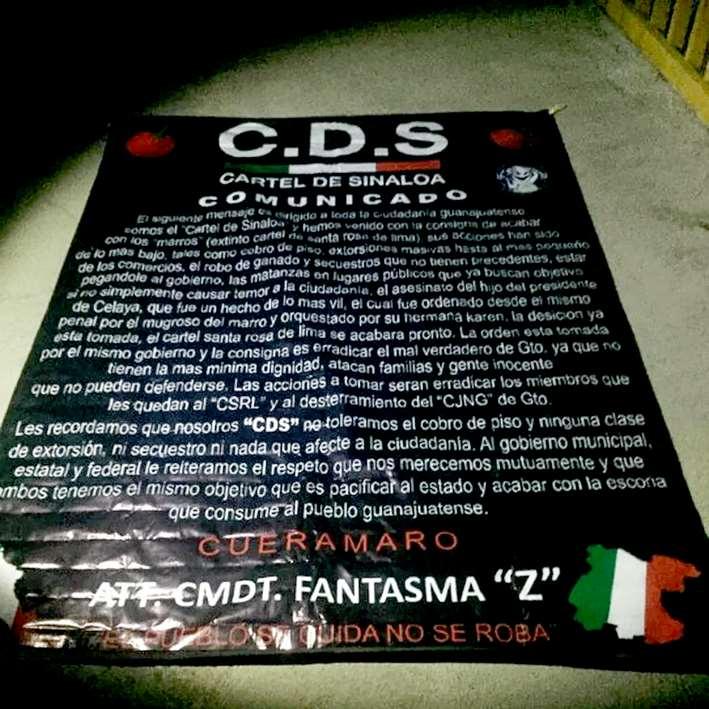 C.D.S
CARTEL DE SINALOA
COMUNICADO
El siguiente mensaje es dirigido a toda la ciudadania guanajuatense
somos el "Cartel de Sinaloa" y hemos venido con la consigna de acabar
con los "marros" (extinto cartel de santa rosa de lima) sus acciones han sido
de lo mas bajo, tales como cobro de piso, extorsiones masivas hasta al mas pequeño
de los comercios, el robo de ganado y secuestros que no tienen precedentes, estar
pegandole al gobierno, las matanzas en lugares públicos que ya buscan objetivo
si no simplemente causar temor a la ciudadanía, el asesinato del hijo del presidente
de Celaya, que fue un hecho de lo mas vil, el cual fue ordenado desde el mismo
penal por el mugroso del marro y orquestado por su hermana karen, la desicion ya
esta tomada, el cartel santa rosa de lima se acabara pronto. La orden esta tomada
por el mismo gobierno y la consigna es erradicar el mal verdadero de Gto. ya que no
tienen la mas minima dignidad, atacan familias y gente inocente
que no pueden defenderse. Las acciones a tomar seran erradicar los miembros que
les quedan al "CSRL" y al desterramiento del "CJNG" de Gto.
Les recordamos que nosotros "CDS" no toleramos el cobro de piso y ninguna clase
de extorsión, ni secuestro ni nada que afecte a la ciudadanía. Al gobierno municipal,
estatal y federal le reiteramos el respeto que nos merecemos mutuamente y que
ambos tenemos el mismo objetivo que es pacificar al estado y acabar con la escoria
que consume al pueblo guanajuatense.
CUERAMARO
ATT. CMDT. FANTASMA "Z"
EL PUEBLO SE CUIDA NO SE ROBA